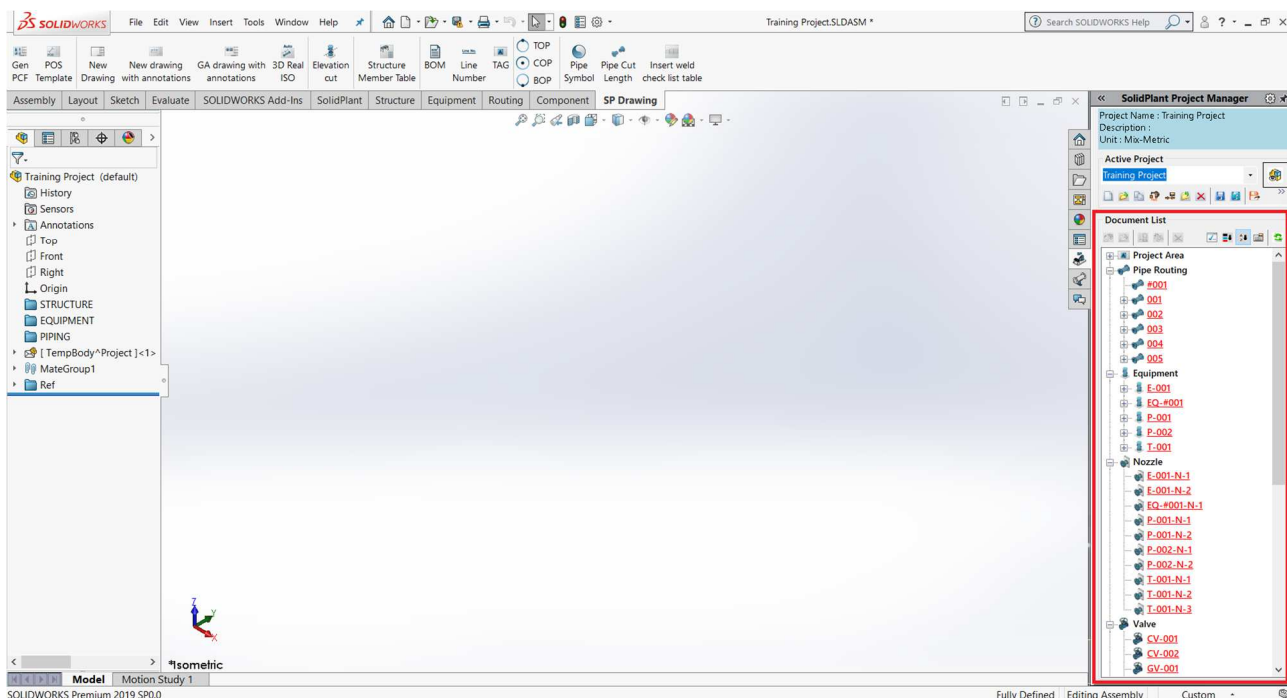 SOLIDWORKS File Edit View Insert Tools Window Help Training Project.SLDASM * Search SOLIDWORKS Help
Gen PCF
POS Template
New Drawing
New drawing with annotations
GA drawing with annotations
3D Real ISO
Elevation cut
Structure Member Table
BOM
Line Number
TAG
TOP
COP
BOP
Pipe Symbol
Pipe Cut Length
Insert weld check list table
Assembly Layout Sketch Evaluate SOLIDWORKS Add-Ins SolidPlant Structure Equipment Routing Component SP Drawing
Training Project (default)
History
Sensors
Annotations
Top
Front
Right
Origin
STRUCTURE
EQUIPMENT
PIPING
[ TempBody^Project ]<1>
MateGroup1
Ref
Z
Y
X
*Isometric
SolidPlant Project Manager
Project Name : Training Project
Description :
Unit : Mix-Metric
Active Project
Training Project
Document List
Project Area
Pipe Routing
#001
001
002
003
004
005
Equipment
E-001
EQ-#001
P-001
P-002
T-001
Nozzle
E-001-N-1
E-001-N-2
EQ-#001-N-1
P-001-N-1
P-001-N-2
P-002-N-1
P-002-N-2
T-001-N-1
T-001-N-2
T-001-N-3
Valve
CV-001
CV-002
GV-001
Model Motion Study 1
SOLIDWORKS Premium 2019 SP0.0 Fully Defined Editing Assembly Custom